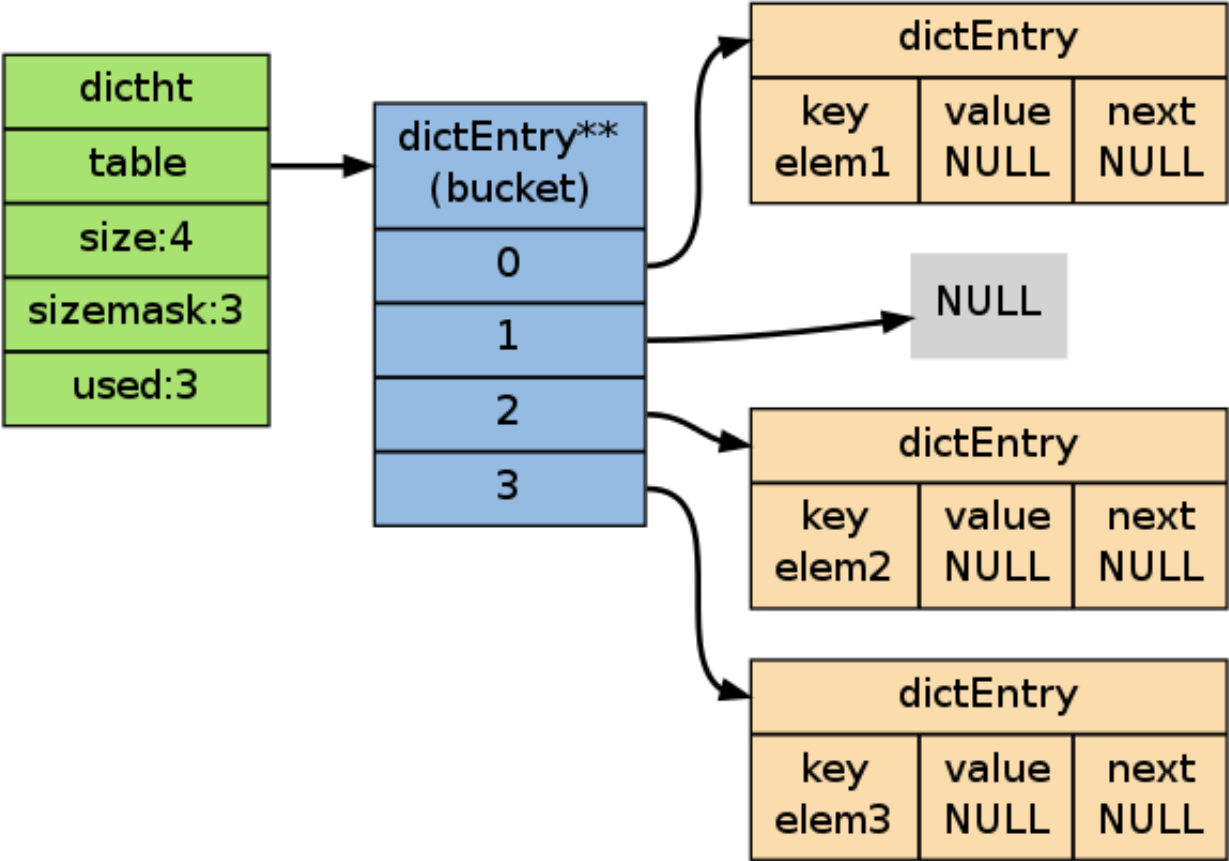 dictht
table
size:4
sizemask:3
used:3
dictEntry**
(bucket)
0
1
2
3
dictEntry
key value next
elem1 NULL NULL
NULL
dictEntry
key value next
elem2 NULL NULL
dictEntry
key value next
elem3 NULL NULL